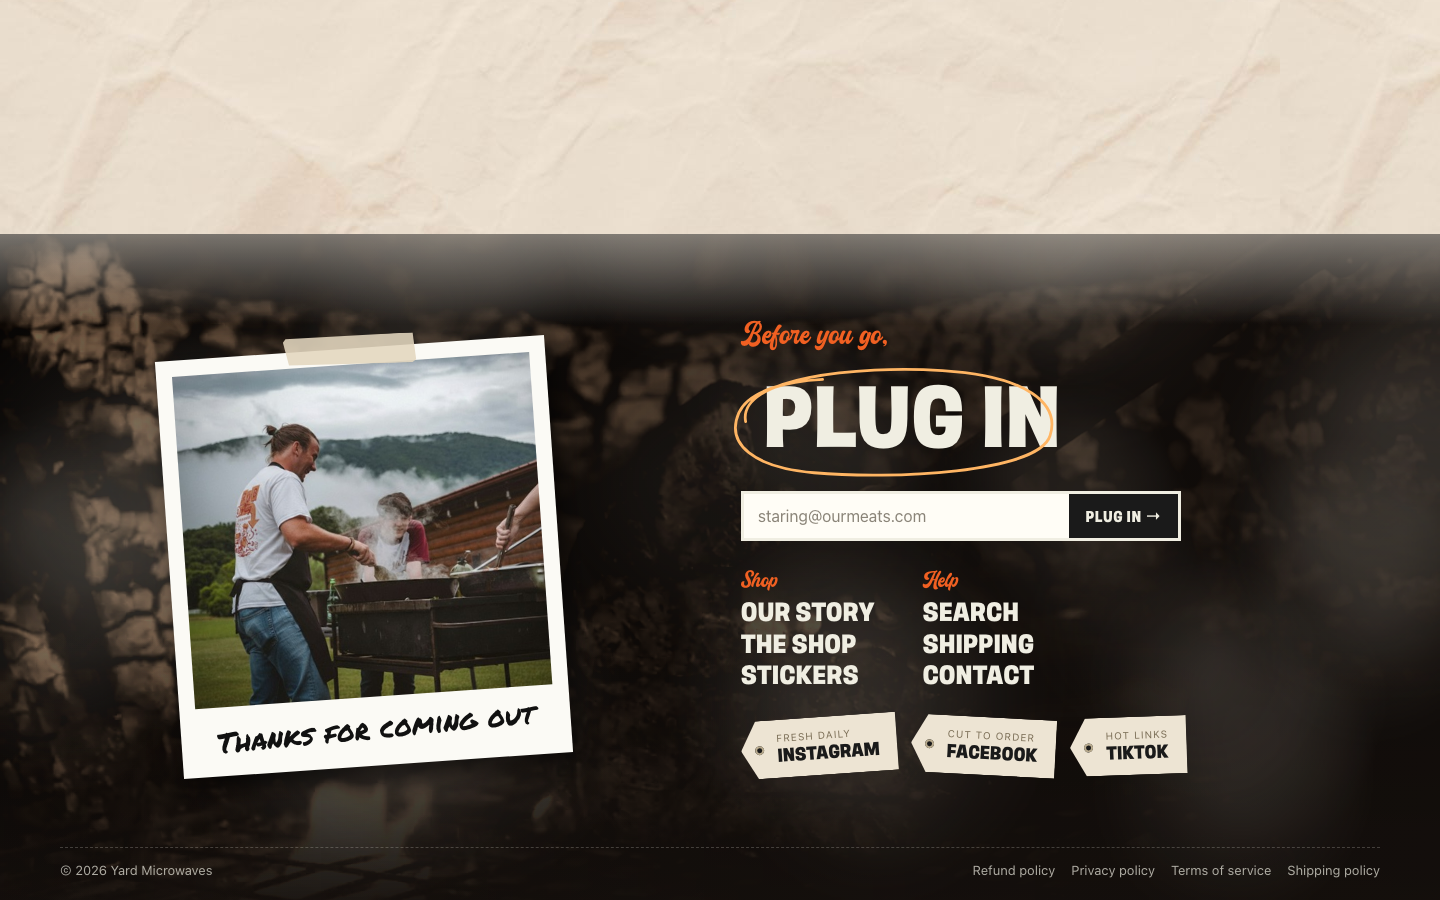 Before you go,
PLUG IN
staring@ourmeats.com
PLUG IN →
Shop
OUR STORY
THE SHOP
STICKERS
Help
SEARCH
SHIPPING
CONTACT
THANKS FOR COMING OUT
FRESH DAILY
INSTAGRAM
CUT TO ORDER
FACEBOOK
HOT LINKS
TIKTOK
© 2026 Yard Microwaves
Refund policy
Privacy policy
Terms of service
Shipping policy